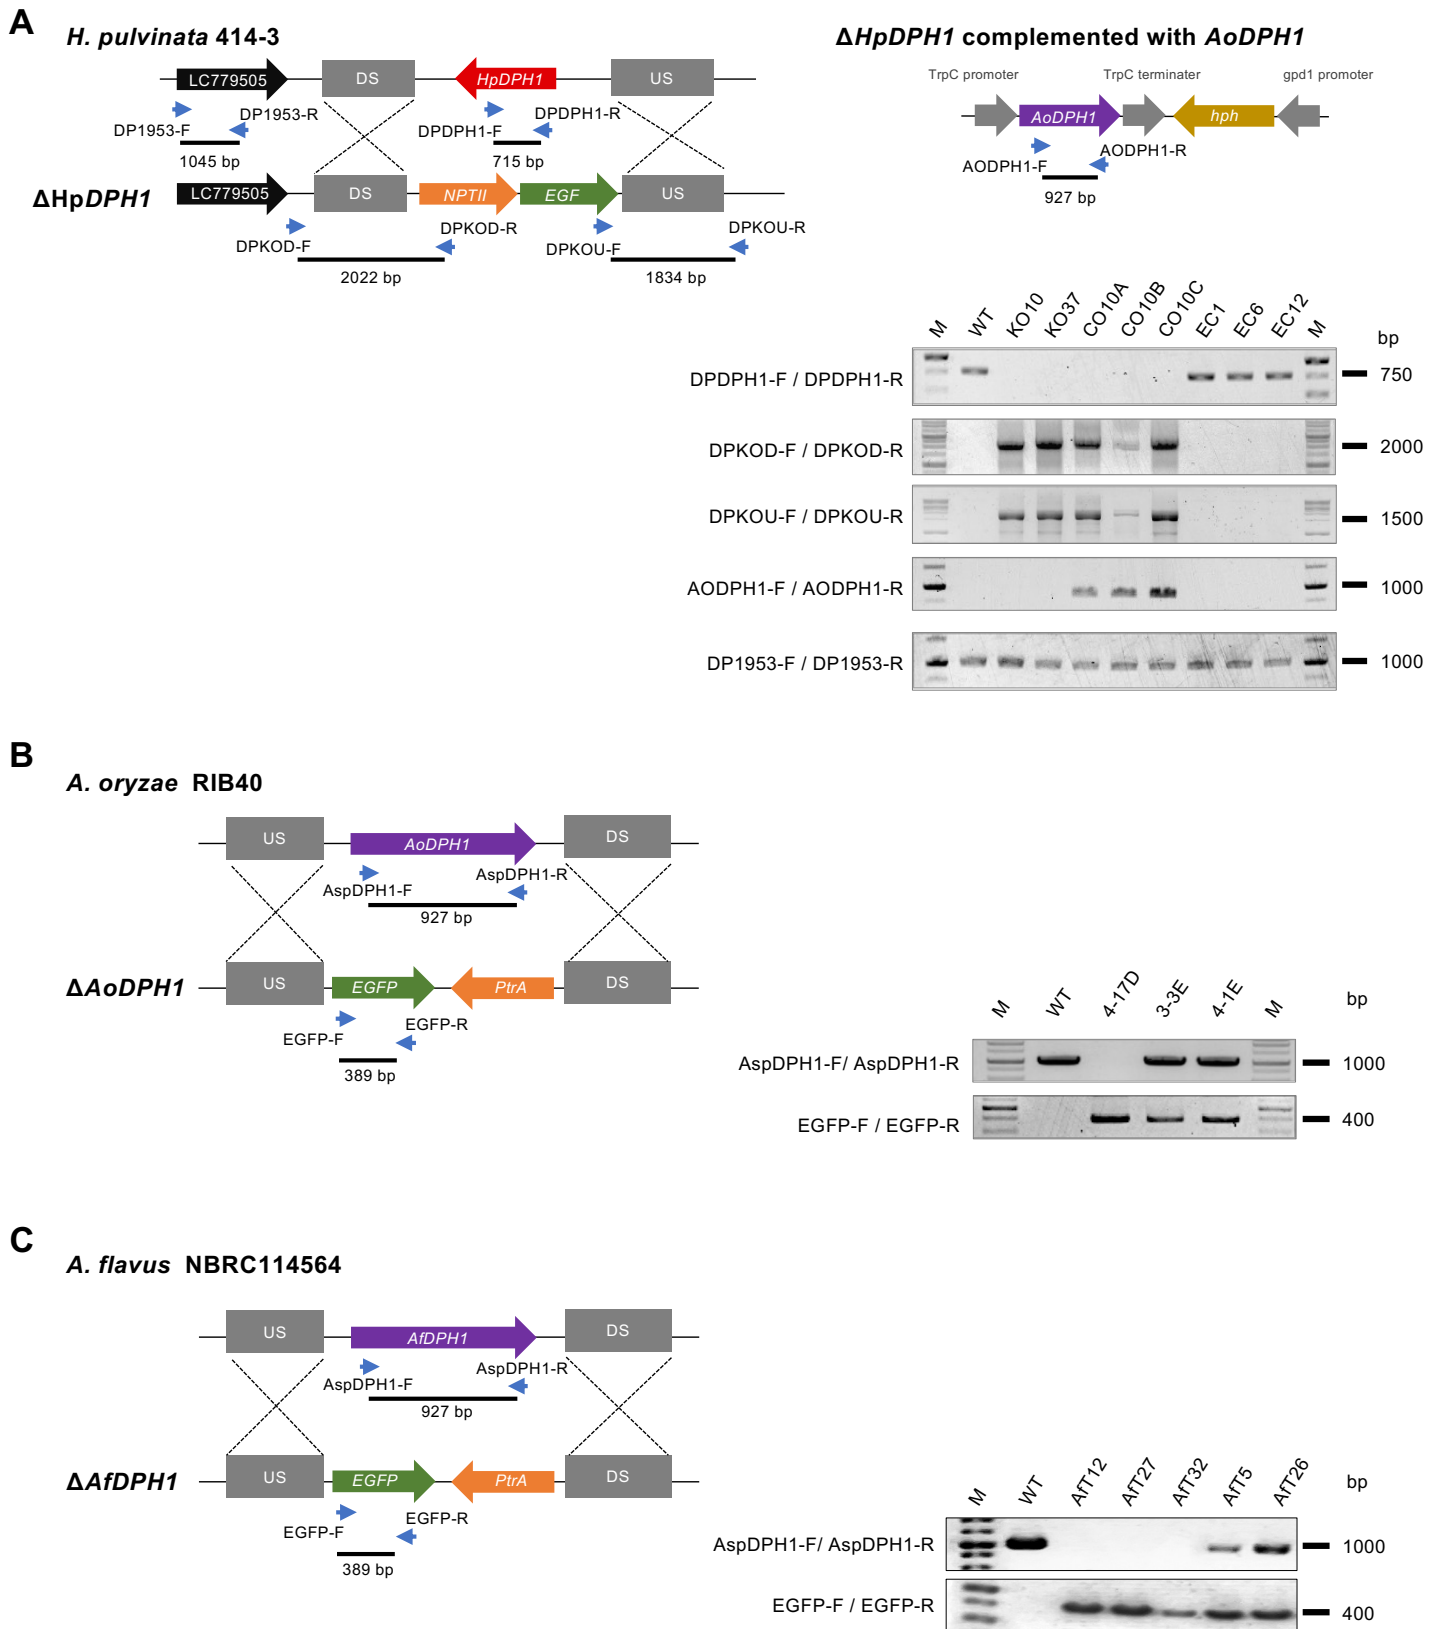 A
H. pulvinata 414-3
LC779505
DS
HpDPH1
US
DP1953-F
DP1953-R
DPDPH1-F
DPDPH1-R
1045 bp
715 bp
ΔHpDPH1
LC779505
DS
NPTII
EGF
US
DPKOD-F
DPKOD-R
DPKOU-F
DPKOU-R
2022 bp
1834 bp
ΔHpDPH1 complemented with AoDPH1
TrpC promoter
TrpC terminater
gpd1 promoter
AoDPH1
hph
AODPH1-F
AODPH1-R
927 bp
M
WT
KO10
KO37
CO10A
CO10B
CO10C
EC1
EC6
EC12
M
bp
DPDPH1-F / DPDPH1-R
750
DPKOD-F / DPKOD-R
2000
DPKOU-F / DPKOU-R
1500
AODPH1-F / AODPH1-R
1000
DP1953-F / DP1953-R
1000
B
A. oryzae RIB40
US
AoDPH1
DS
AspDPH1-F
AspDPH1-R
927 bp
ΔAoDPH1
US
EGFP
PtrA
DS
EGFP-F
EGFP-R
389 bp
M
WT
4-17D
3-3E
4-1E
M
bp
AspDPH1-F/ AspDPH1-R
1000
EGFP-F / EGFP-R
400
C
A. flavus NBRC114564
US
AfDPH1
DS
AspDPH1-F
AspDPH1-R
927 bp
ΔAfDPH1
US
EGFP
PtrA
DS
EGFP-F
EGFP-R
389 bp
M
WT
AfT12
AfT27
AfT32
AfT5
AfT26
bp
AspDPH1-F/ AspDPH1-R
1000
EGFP-F / EGFP-R
400